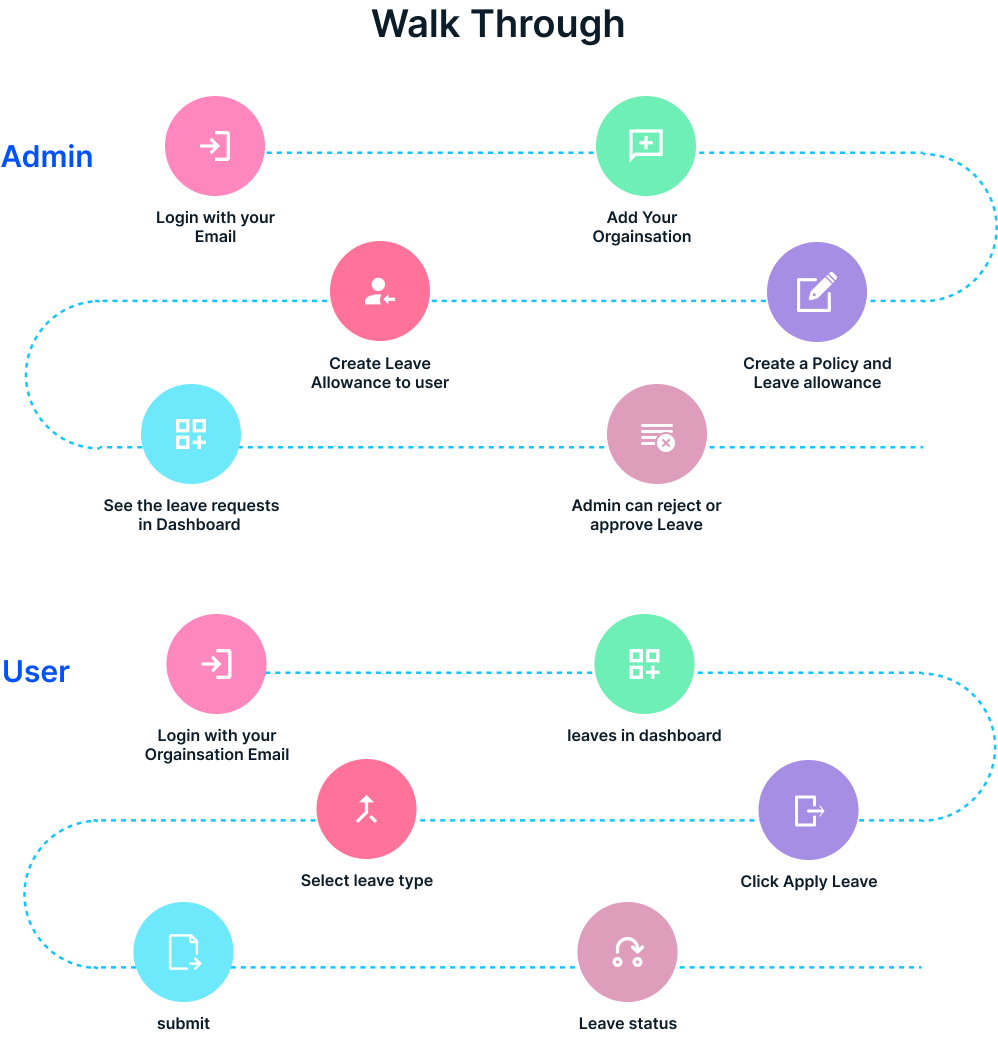 Walk Through
Admin
Login with your
Email
Add Your
Orgainsation
Create Leave
Allowance to user
Create a Policy and
Leave allowance
See the leave requests
in Dashboard
Admin can reject or
approve Leave
User
Login with your
Orgainsation Email
leaves in dashboard
Select leave type
Click Apply Leave
submit
Leave status